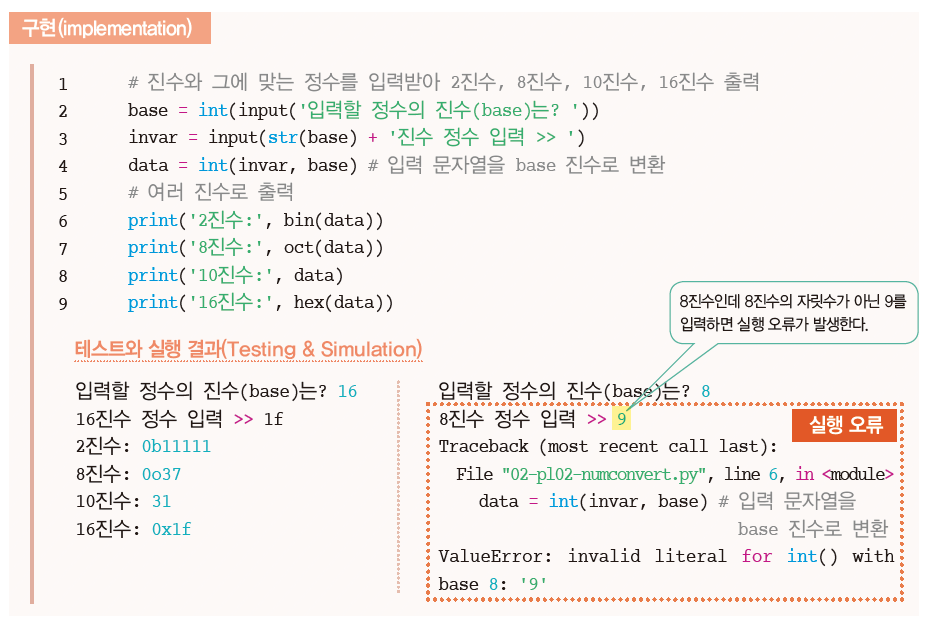 구현(implementation)
1 # 진수와 그에 맞는 정수를 입력받아 2진수, 8진수, 10진수, 16진수 출력
2 base = int(input('입력할 정수의 진수(base)는? '))
3 invar = input(str(base) + '진수 정수 입력 >> ')
4 data = int(invar, base) # 입력 문자열을 base 진수로 변환
5 # 여러 진수로 출력
6 print('2진수:', bin(data))
7 print('8진수:', oct(data))
8 print('10진수:', data)
9 print('16진수:', hex(data))
8진수인데 8진수의 자릿수가 아닌 9를
입력하면 실행 오류가 발생한다.
테스트와 실행 결과(Testing & Simulation)
입력할 정수의 진수(base)는? 16
16진수 정수 입력 >> 1f
2진수: 0b11111
8진수: 0o37
10진수: 31
16진수: 0x1f
입력할 정수의 진수(base)는? 8
8진수 정수 입력 >> 9
실행 오류
Traceback (most recent call last):
File "02-pl02-numconvert.py", line 6, in <module>
data = int(invar, base) # 입력 문자열을
base 진수로 변환
ValueError: invalid literal for int() with
base 8: '9'